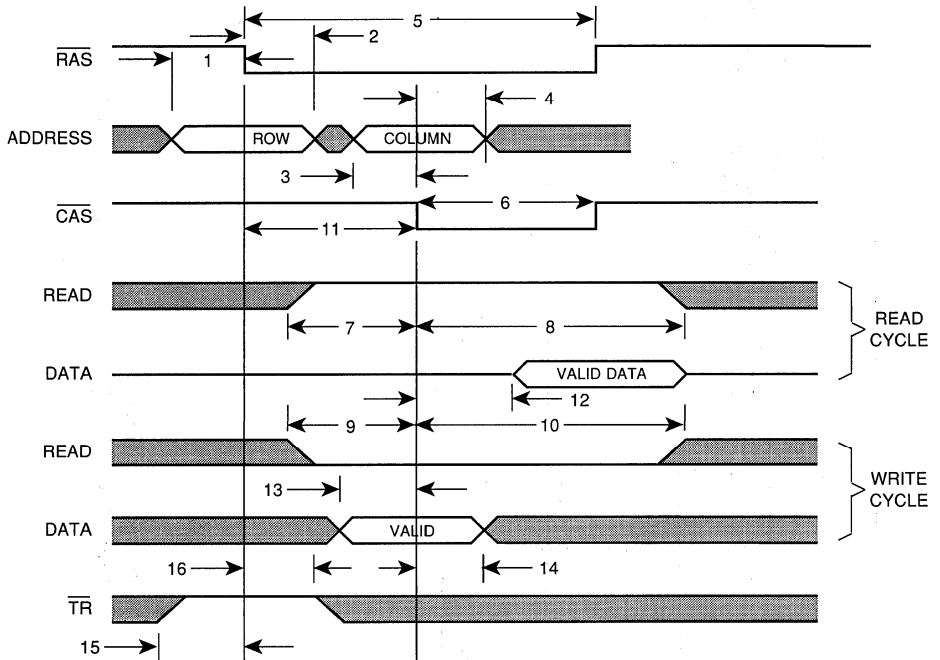 5
2
RAS
1
4
ADDRESS
ROW
COLUMN
3
CAS
6
11
READ
7
8
READ
CYCLE
DATA
VALID DATA
12
9
10
READ
13
WRITE
CYCLE
DATA
VALID
16
14
TR
15